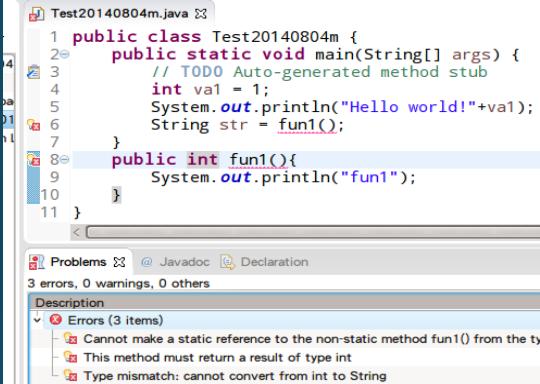 Test20140804m.java
1 public class Test20140804m {
2 public static void main(String[] args) {
3 // TODO Auto-generated method stub
4 int va1 = 1;
5 System.out.println("Hello world!"+va1);
6 String str = fun1();
7 }
8 public int fun1(){
9 System.out.println("fun1");
10 }
11 }
Problems @ Javadoc Declaration
3 errors, 0 warnings, 0 others
Description
Errors (3 items)
Cannot make a static reference to the non-static method fun1() from the ty
This method must return a result of type int
Type mismatch: cannot convert from int to String